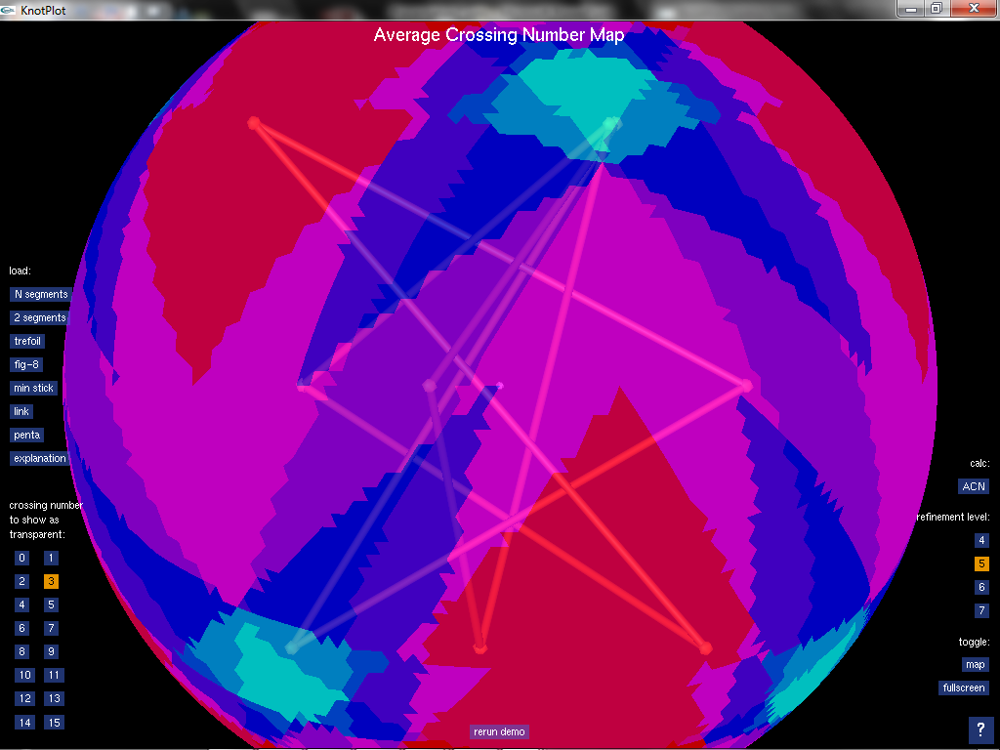 KnotPlot
Average Crossing Number Map
load:
N segments
2 segments
trefoil
fig-8
min stick
link
penta
explanation
crossing number
to show as
transparent:
0 1
2 3
4 5
6 7
8 9
10 11
12 13
14 15
calc:
ACN
refinement level:
4
5
6
7
toggle:
map
fullscreen
rerun demo
?